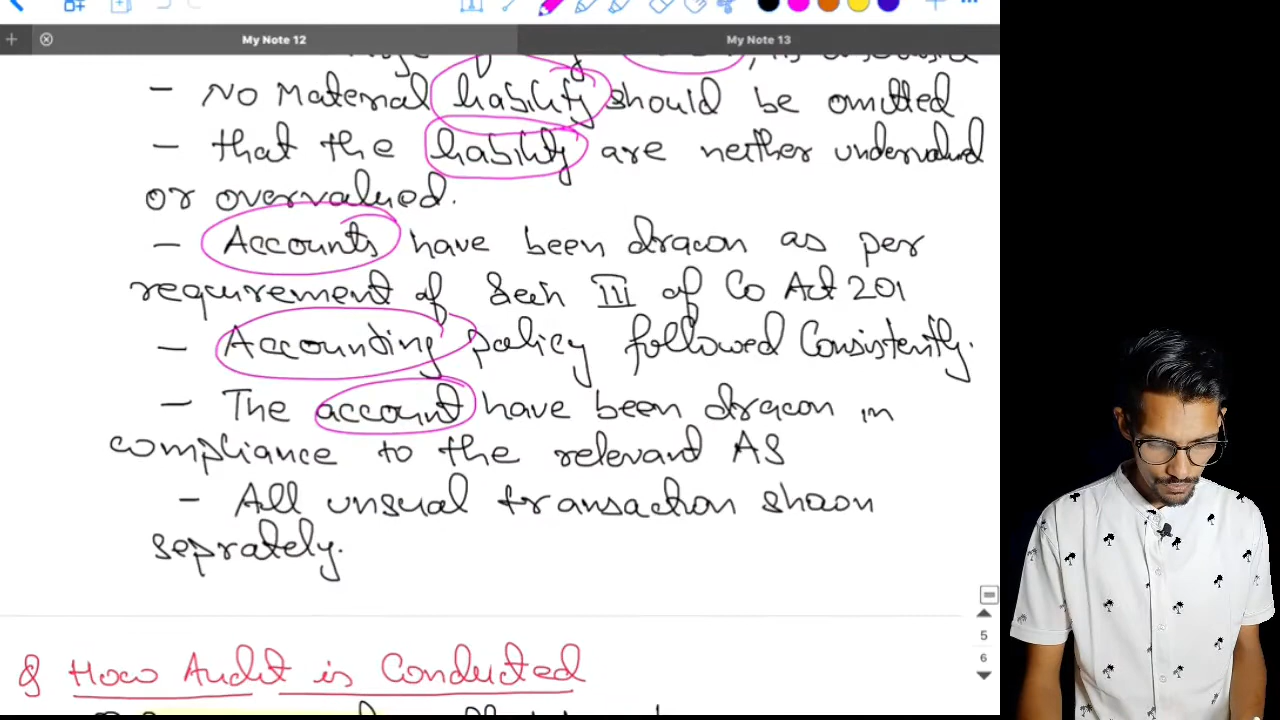 My Note 12
My Note 13
- No Material liability should be omitted
- that the liability are neither undervalued
or overvalued.
- Accounts have been drawn as per
requirement of Sech III of Co Act 201
- Accounting policy followed Consistently.
- The account have been drawn in
compliance to the relevant AS
- All unsual transaction shown
seprately.
5
6
Q How Audit is Conducted